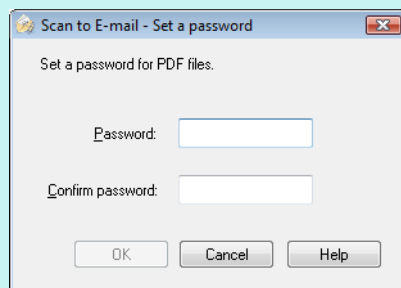 Scan to E-mail - Set a password
Set a password for PDF files.
Password:
Confirm password:
OK Cancel Help